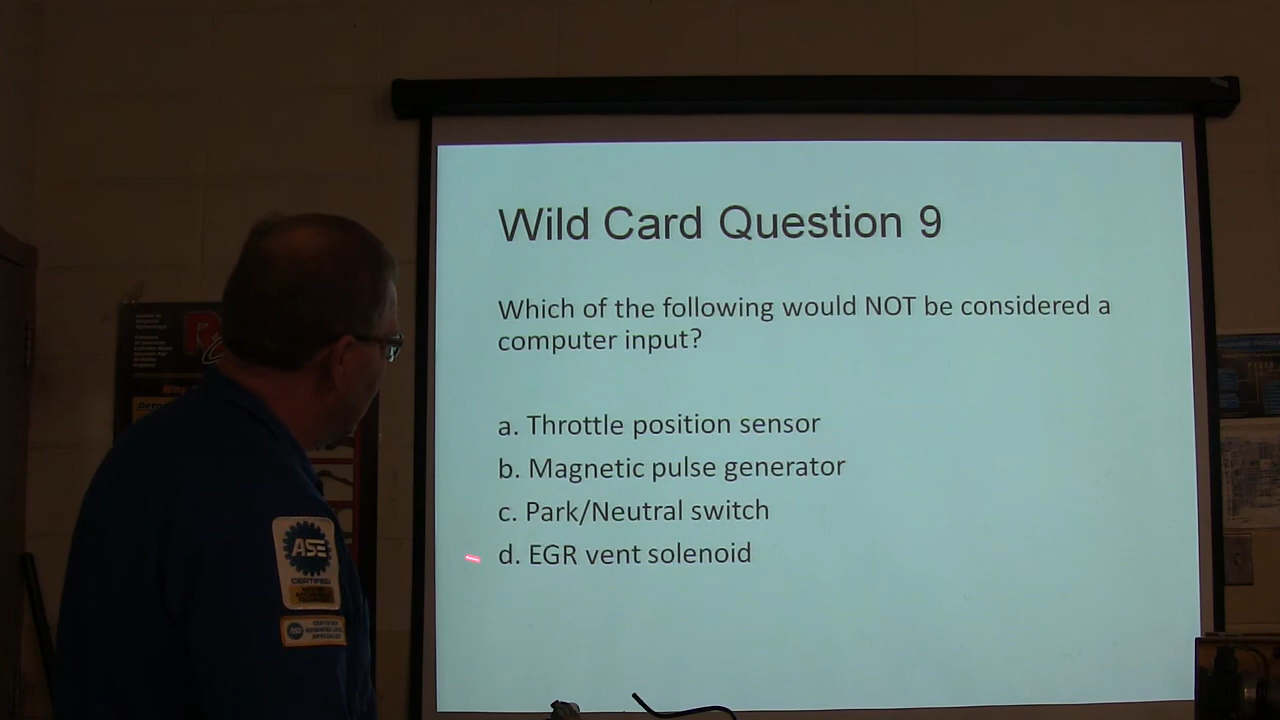 Wild Card Question 9
Which of the following would NOT be considered a
computer input?
a. Throttle position sensor
b. Magnetic pulse generator
c. Park/Neutral switch
d. EGR vent solenoid
ASE
CERTIFIED